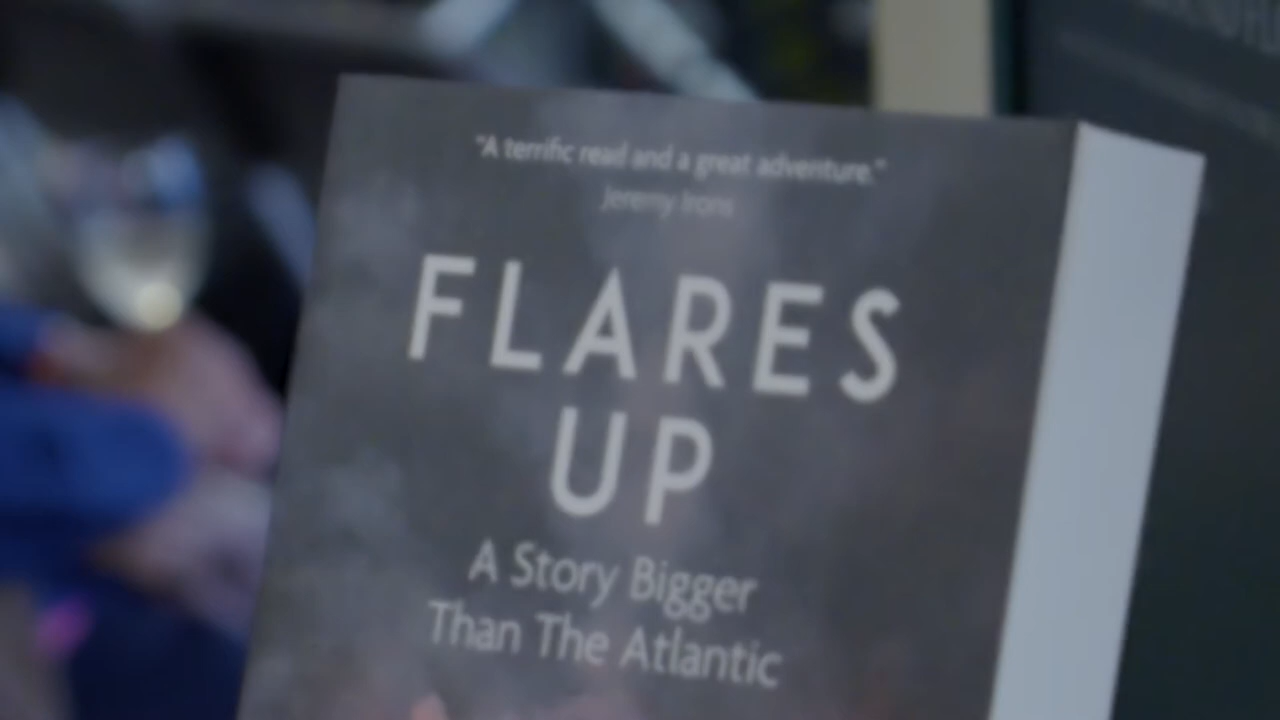 "A terrific read and a great adventure."
Jeremy Irons
FLARES
UP
A Story Bigger
Than The Atlantic